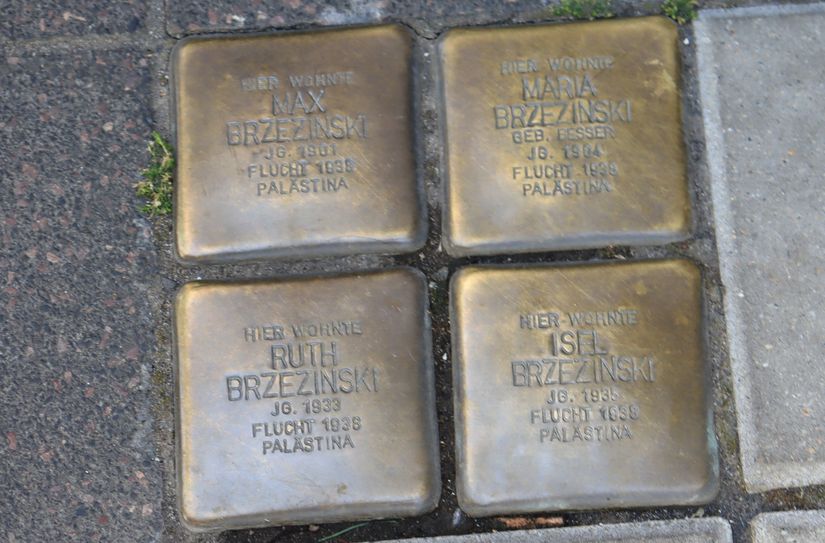 HIER WOHNTE
MAX
BRZEZINSKI
JG. 1901
FLUCHT 1938
PALÄSTINA
HIER WOHNTE
MARIA
BRZEZINSKI
GEB. BESSER
JG. 1904
FLUCHT 1938
PALÄSTINA
HIER WOHNTE
RUTH
BRZEZINSKI
JG. 1933
FLUCHT 1938
PALÄSTINA
HIER WOHNTE
ISEL
BRZEZINSKI
JG. 1935
FLUCHT 1938
PALÄSTINA